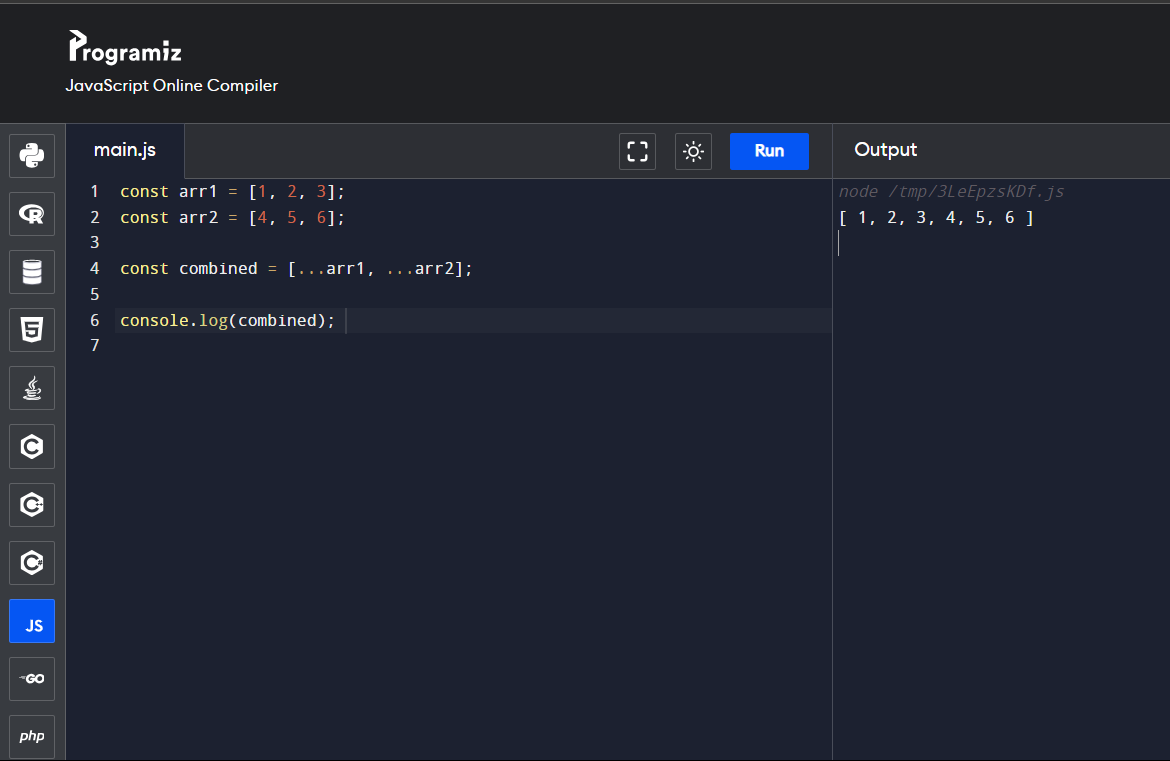 Programiz
JavaScript Online Compiler
main.js
Run
1 const arr1 = [1, 2, 3];
2 const arr2 = [4, 5, 6];
3
4 const combined = [...arr1, ...arr2];
5
6 console.log(combined);
7
Output
node /tmp/3LeEpzsKDf.js
[ 1, 2, 3, 4, 5, 6 ]
R
5
C
C++
C#
JS
GO
php